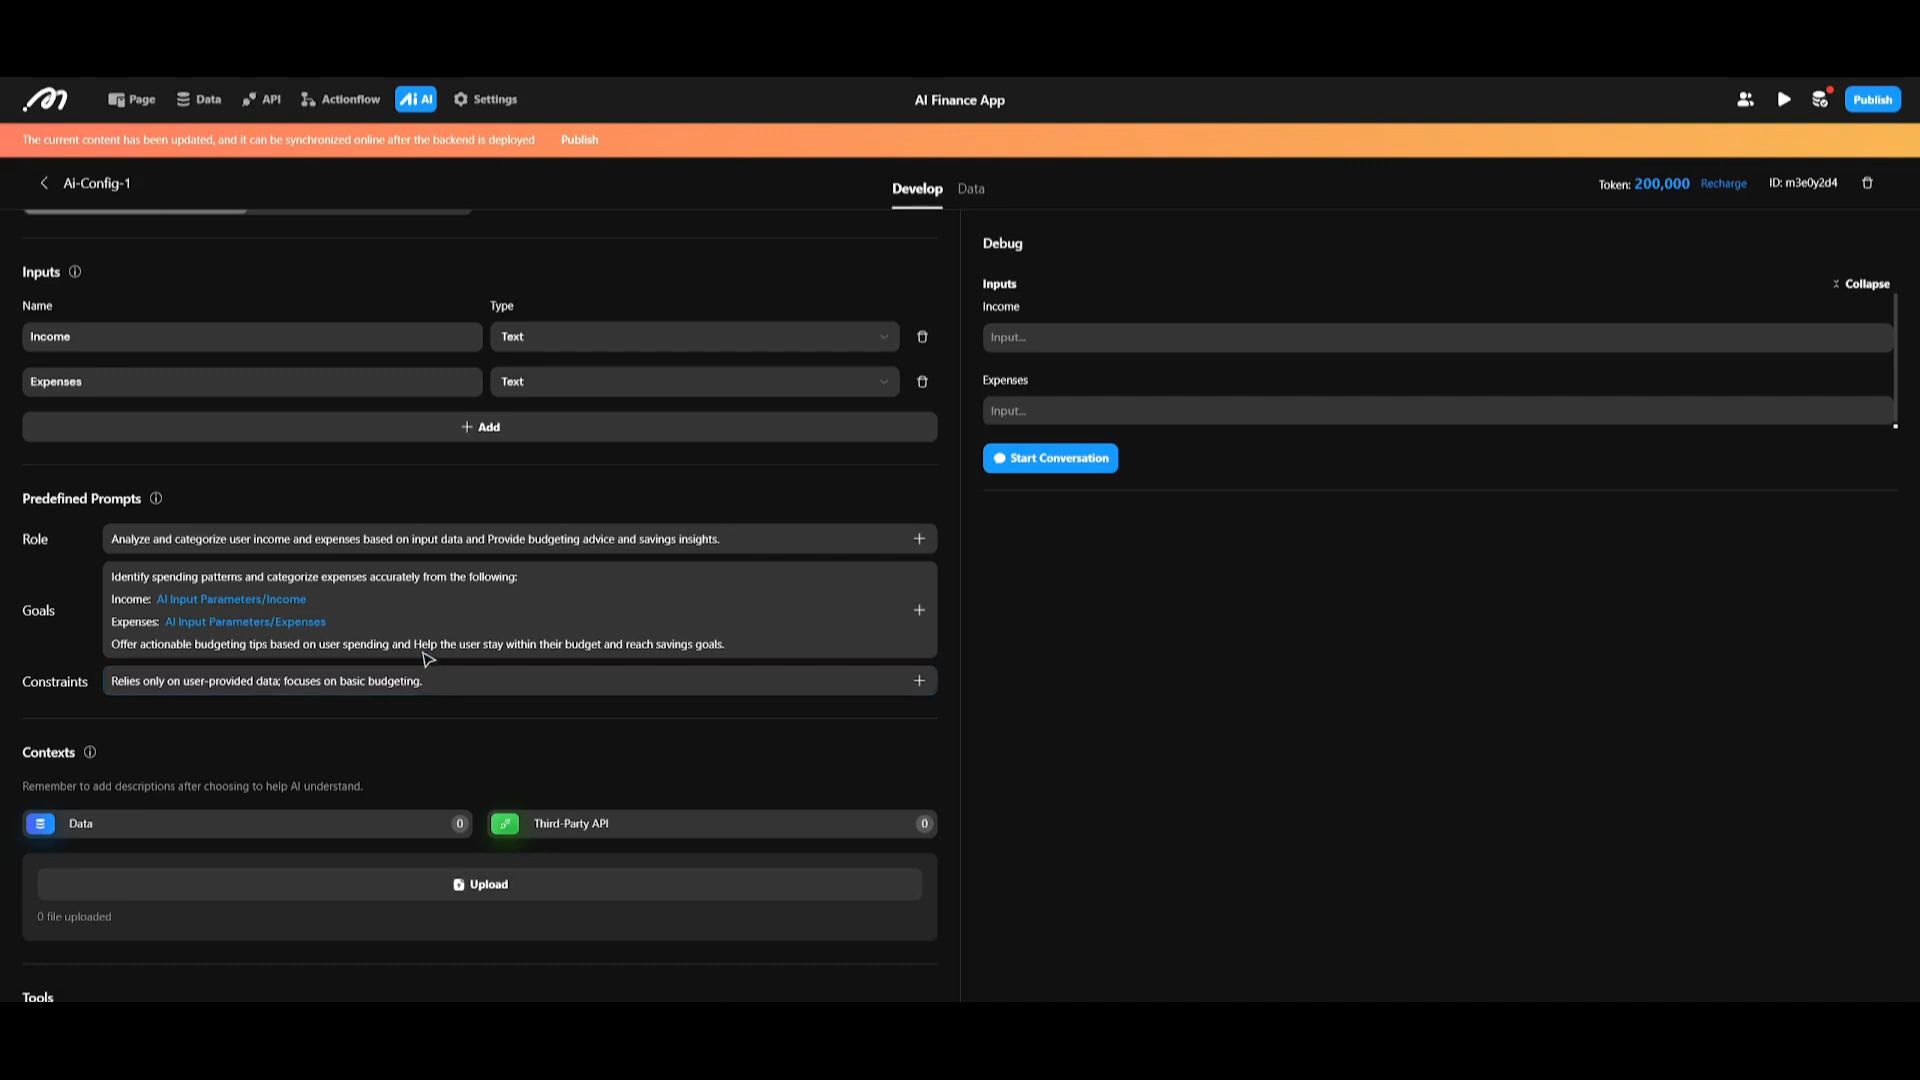 Page
Data
API
Actionflow
AI
Settings
AI Finance App
Publish
The current content has been updated, and it can be synchronized online after the backend is deployed
Publish
Ai-Config-1
Develop
Data
Token: 200,000
Recharge
ID: m3e0y2d4
Inputs
Name
Type
Income
Text
Expenses
Text
+ Add
Predefined Prompts
Role
Analyze and categorize user income and expenses based on input data and Provide budgeting advice and savings insights.
Goals
Identify spending patterns and categorize expenses accurately from the following:
Income: AI Input Parameters/Income
Expenses: AI Input Parameters/Expenses
Offer actionable budgeting tips based on user spending and Help the user stay within their budget and reach savings goals.
Constraints
Relies only on user-provided data; focuses on basic budgeting.
Contexts
Remember to add descriptions after choosing to help AI understand.
Data
0
Third-Party API
0
Upload
0 file uploaded
Tools
Debug
Inputs
Collapse
Income
Input...
Expenses
Input...
Start Conversation